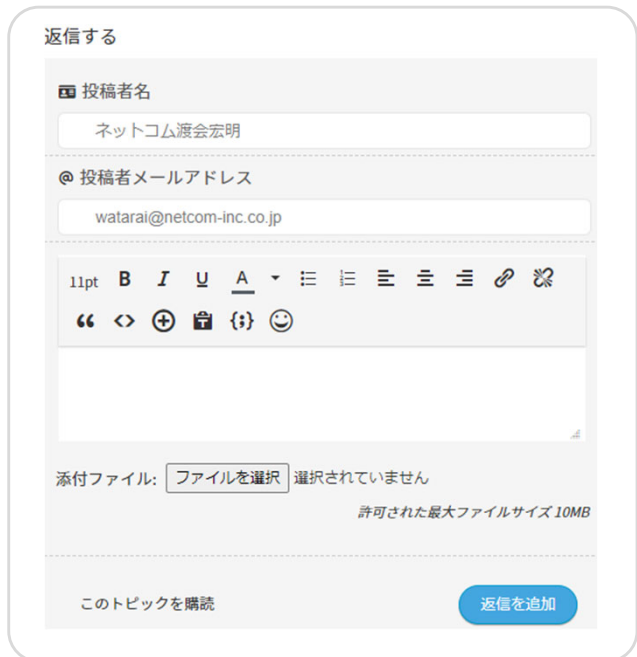 返信する
投稿者名
ネットコム渡会宏明
@ 投稿者メールアドレス
watarai@netcom-inc.co.jp
11pt B I U A
添付ファイル: ファイルを選択 選択されていません
許可された最大ファイルサイズ 10MB
このトピックを購読 返信を追加